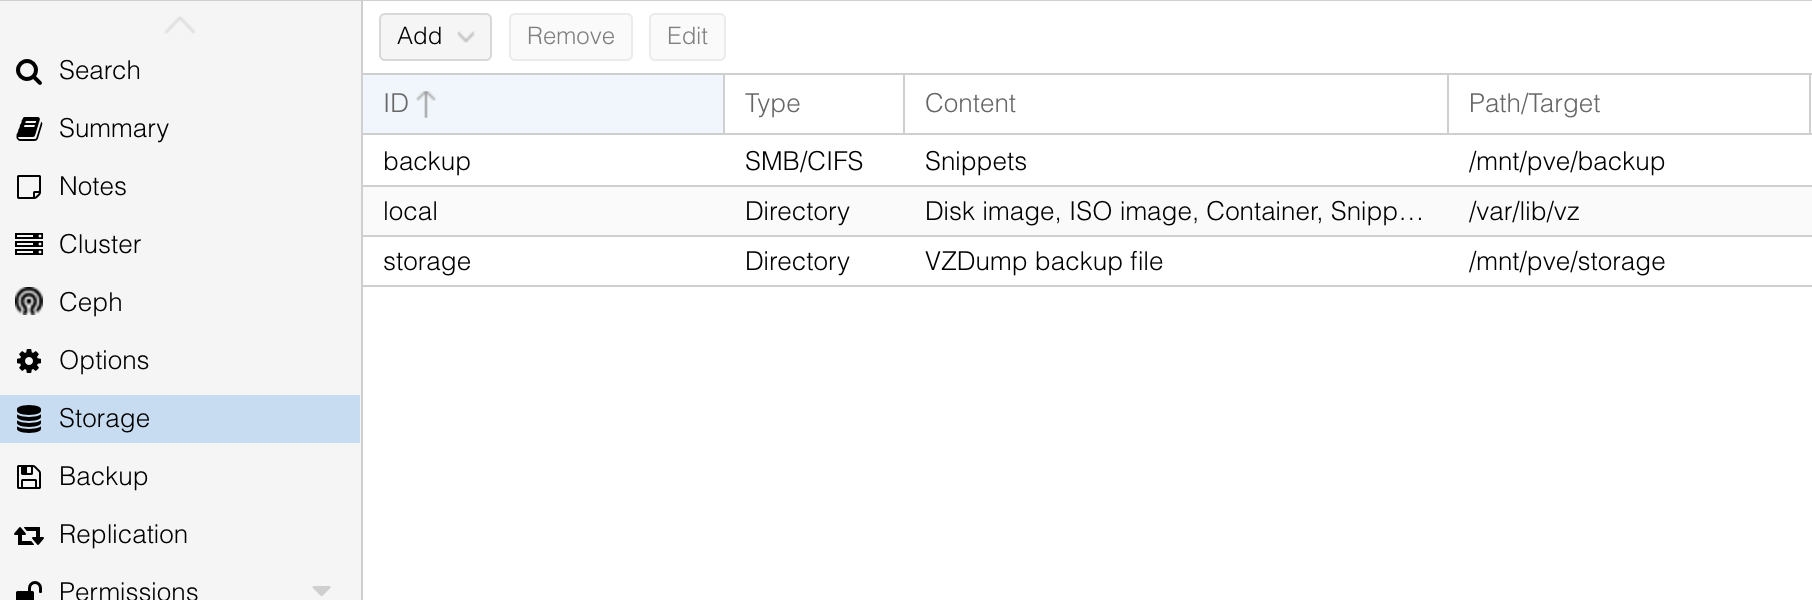 Search
Summary
Notes
Cluster
Ceph
Options
Storage
Backup
Replication
Permissions
Add Remove Edit
ID Type Content Path/Target
backup SMB/CIFS Snippets /mnt/pve/backup
local Directory Disk image, ISO image, Container, Snipp... /var/lib/vz
storage Directory VZDump backup file /mnt/pve/storage